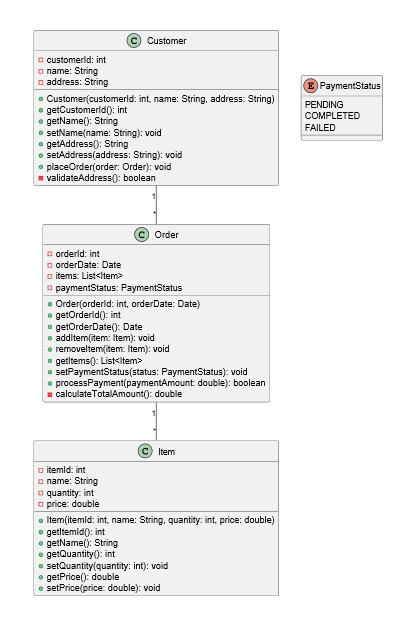 C Customer
customerId: int
name: String
address: String
Customer(customerId: int, name: String, address: String)
getCustomerId(): int
getName(): String
setName(name: String): void
getAddress(): String
setAddress(address: String): void
placeOrder(order: Order): void
validateAddress(): boolean
E PaymentStatus
PENDING
COMPLETED
FAILED
1
*
C Order
orderId: int
orderDate: Date
items: List<Item>
paymentStatus: PaymentStatus
Order(orderId: int, orderDate: Date)
getOrderId(): int
getOrderDate(): Date
addItem(item: Item): void
removeItem(item: Item): void
getItems(): List<Item>
setPaymentStatus(status: PaymentStatus): void
processPayment(paymentAmount: double): boolean
calculateTotalAmount(): double
1
*
C Item
itemId: int
name: String
quantity: int
price: double
Item(itemId: int, name: String, quantity: int, price: double)
getItemId(): int
getName(): String
getQuantity(): int
setQuantity(quantity: int): void
getPrice(): double
setPrice(price: double): void